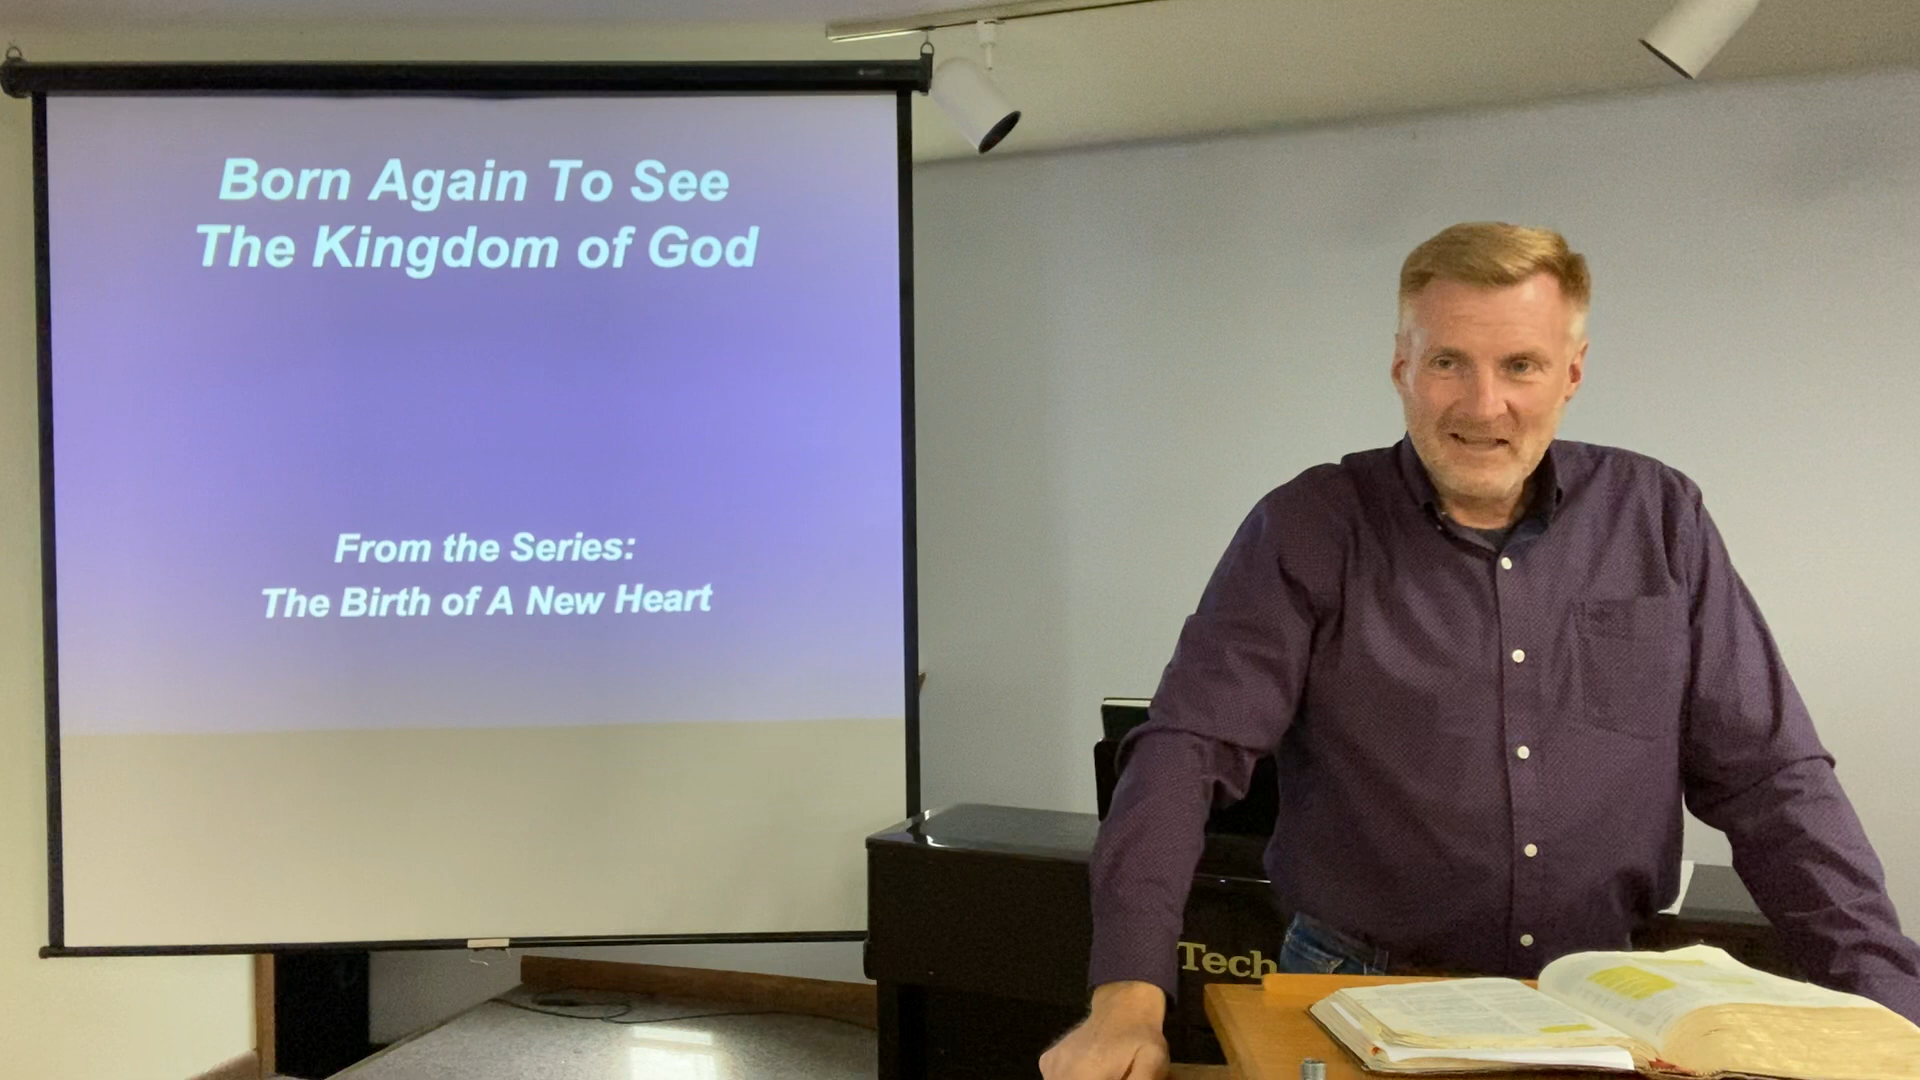 Born Again To See
The Kingdom of God
From the Series:
The Birth of A New Heart
Tech